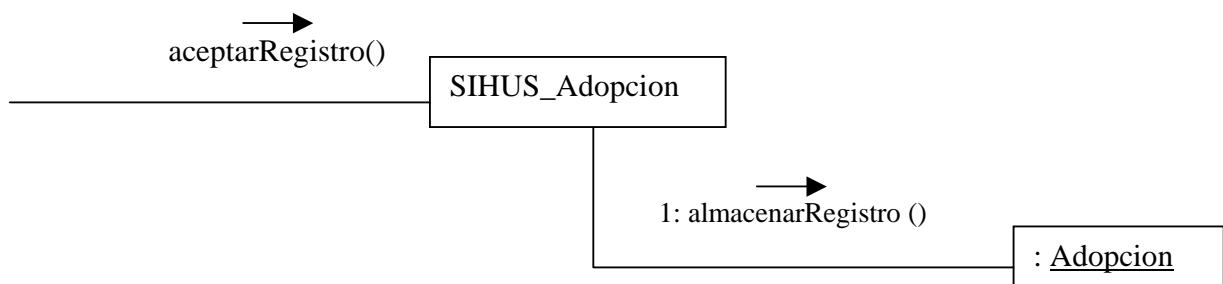 aceptarRegistro()
SIHUS_Adopcion
1: almacenarRegistro ()
: Adopcion